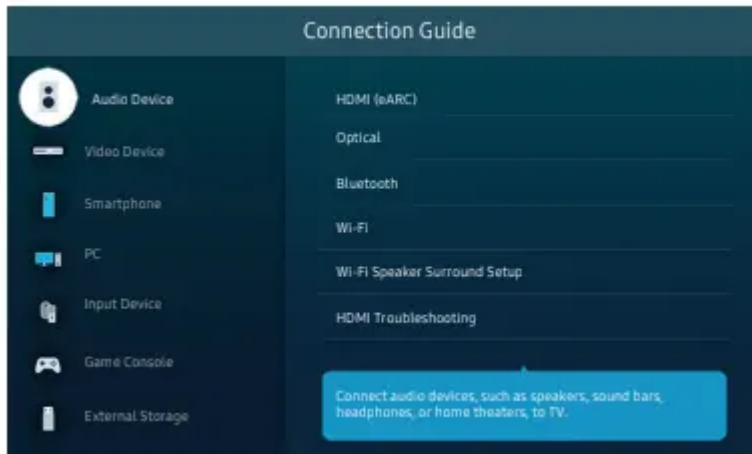 Connection Guide
Audio Device
Video Device
Smartphone
PC
Input Device
Game Console
External Storage
HDMI (eARC)
Optical
Bluetooth
Wi-Fi
Wi-Fi Speaker Surround Setup
HDMI Troubleshooting
Connect audio devices, such as speakers, sound bars,
headphones, or home theaters, to TV.